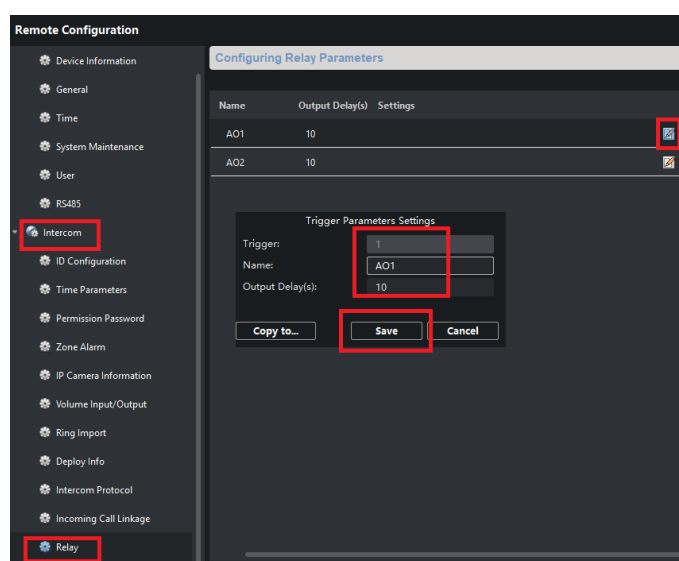 Remote Configuration
Device Information
General
Time
System Maintenance
User
RS485
Intercom
ID Configuration
Time Parameters
Permission Password
Zone Alarm
IP Camera Information
Volume Input/Output
Ring Import
Deploy Info
Intercom Protocol
Incoming Call Linkage
Relay
Configuring Relay Parameters
Name Output Delay(s) Settings
AO1 10
AO2 10
Trigger Parameters Settings
Trigger: 1
Name: AO1
Output Delay(s): 10
Copy to... Save Cancel